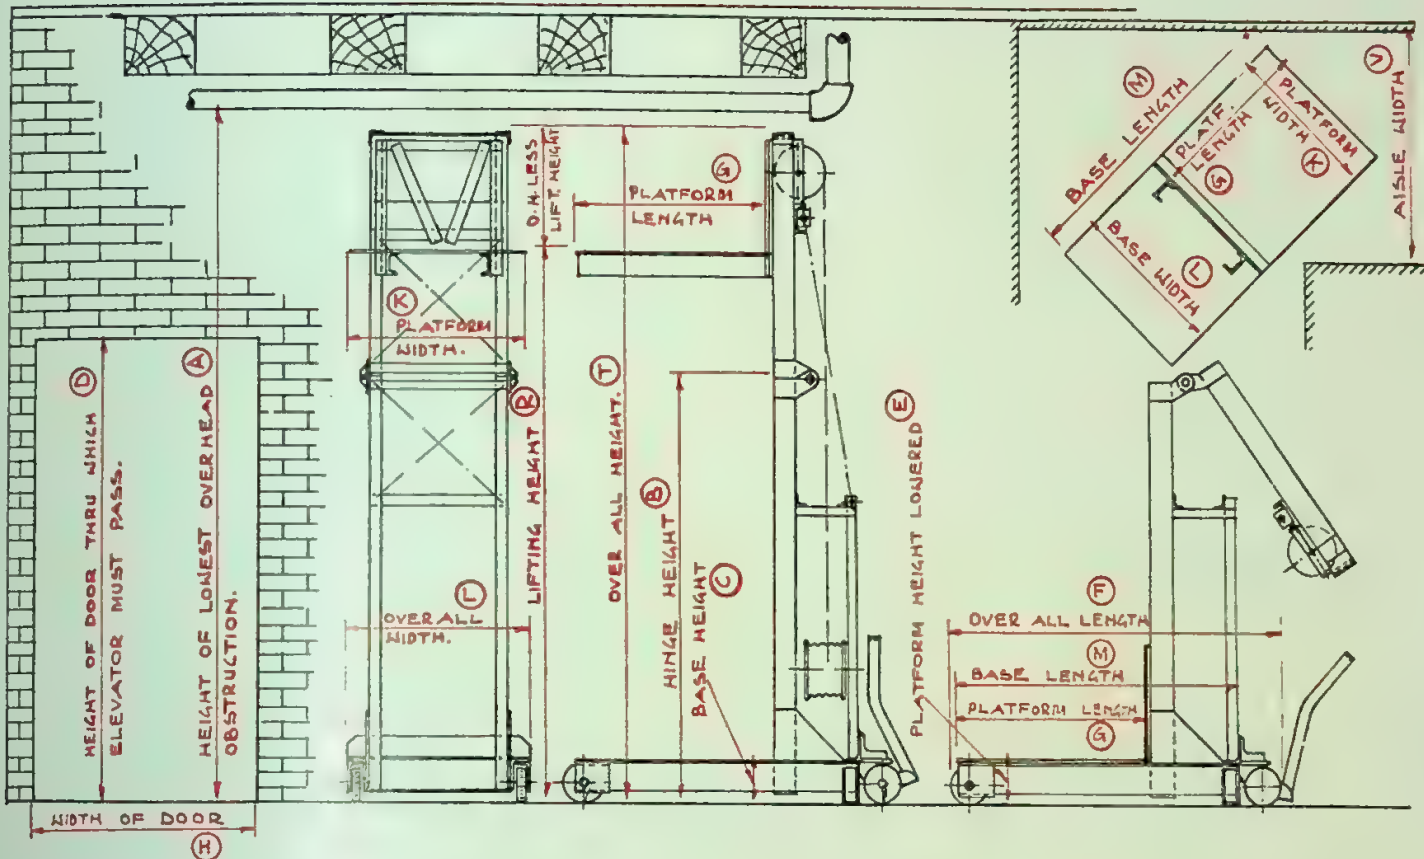 HEIGHT OF DOOR THRU WHICH
ELEVATOR MUST PASS.
D
HEIGHT OF LOWEST OVERHEAD
OBSTRUCTION.
A
WIDTH OF DOOR
H
K
PLATFORM
WIDTH.
L
OVER ALL
WIDTH.
O.H. LESS
LIFT. HEIGHT
LIFTING HEIGHT R
G
PLATFORM
LENGTH
OVER ALL HEIGHT. T
HINGE HEIGHT B
BASE HEIGHT C
PLATFORM HEIGHT LOWERED E
F
OVER ALL LENGTH
M
BASE LENGTH
PLATFORM LENGTH
G
BASE LENGTH M
PLATF.
LENGTH
G
PLATFORM
WIDTH K
BASE WIDTH
L
AISLE WIDTH V